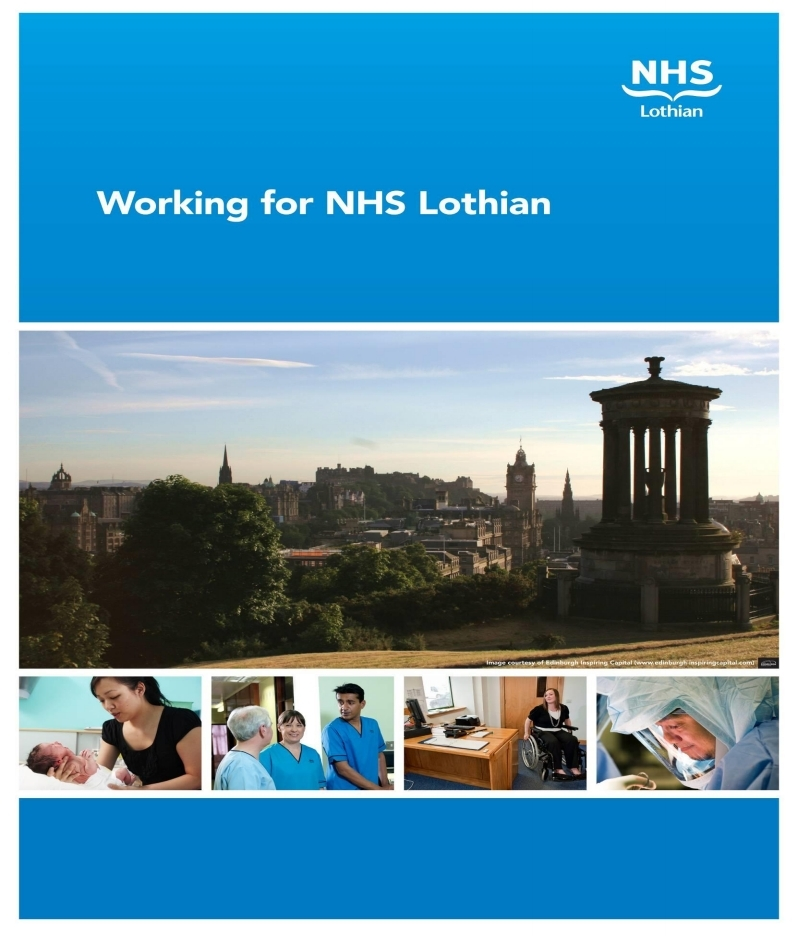 NHS
Lothian
Working for NHS Lothian
Image courtesy of Edinburgh Inspiring Capital (www.edinburgh-inspiringcapital.com)